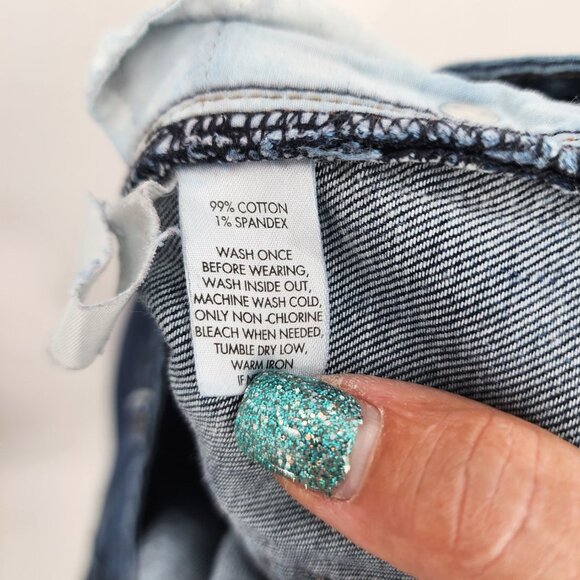 99% COTTON
1% SPANDEX
WASH ONCE
BEFORE WEARING,
WASH INSIDE OUT,
MACHINE WASH COLD,
ONLY NON -CHLORINE
BLEACH WHEN NEEDED,
TUMBLE DRY LOW,
WARM IRON
IF